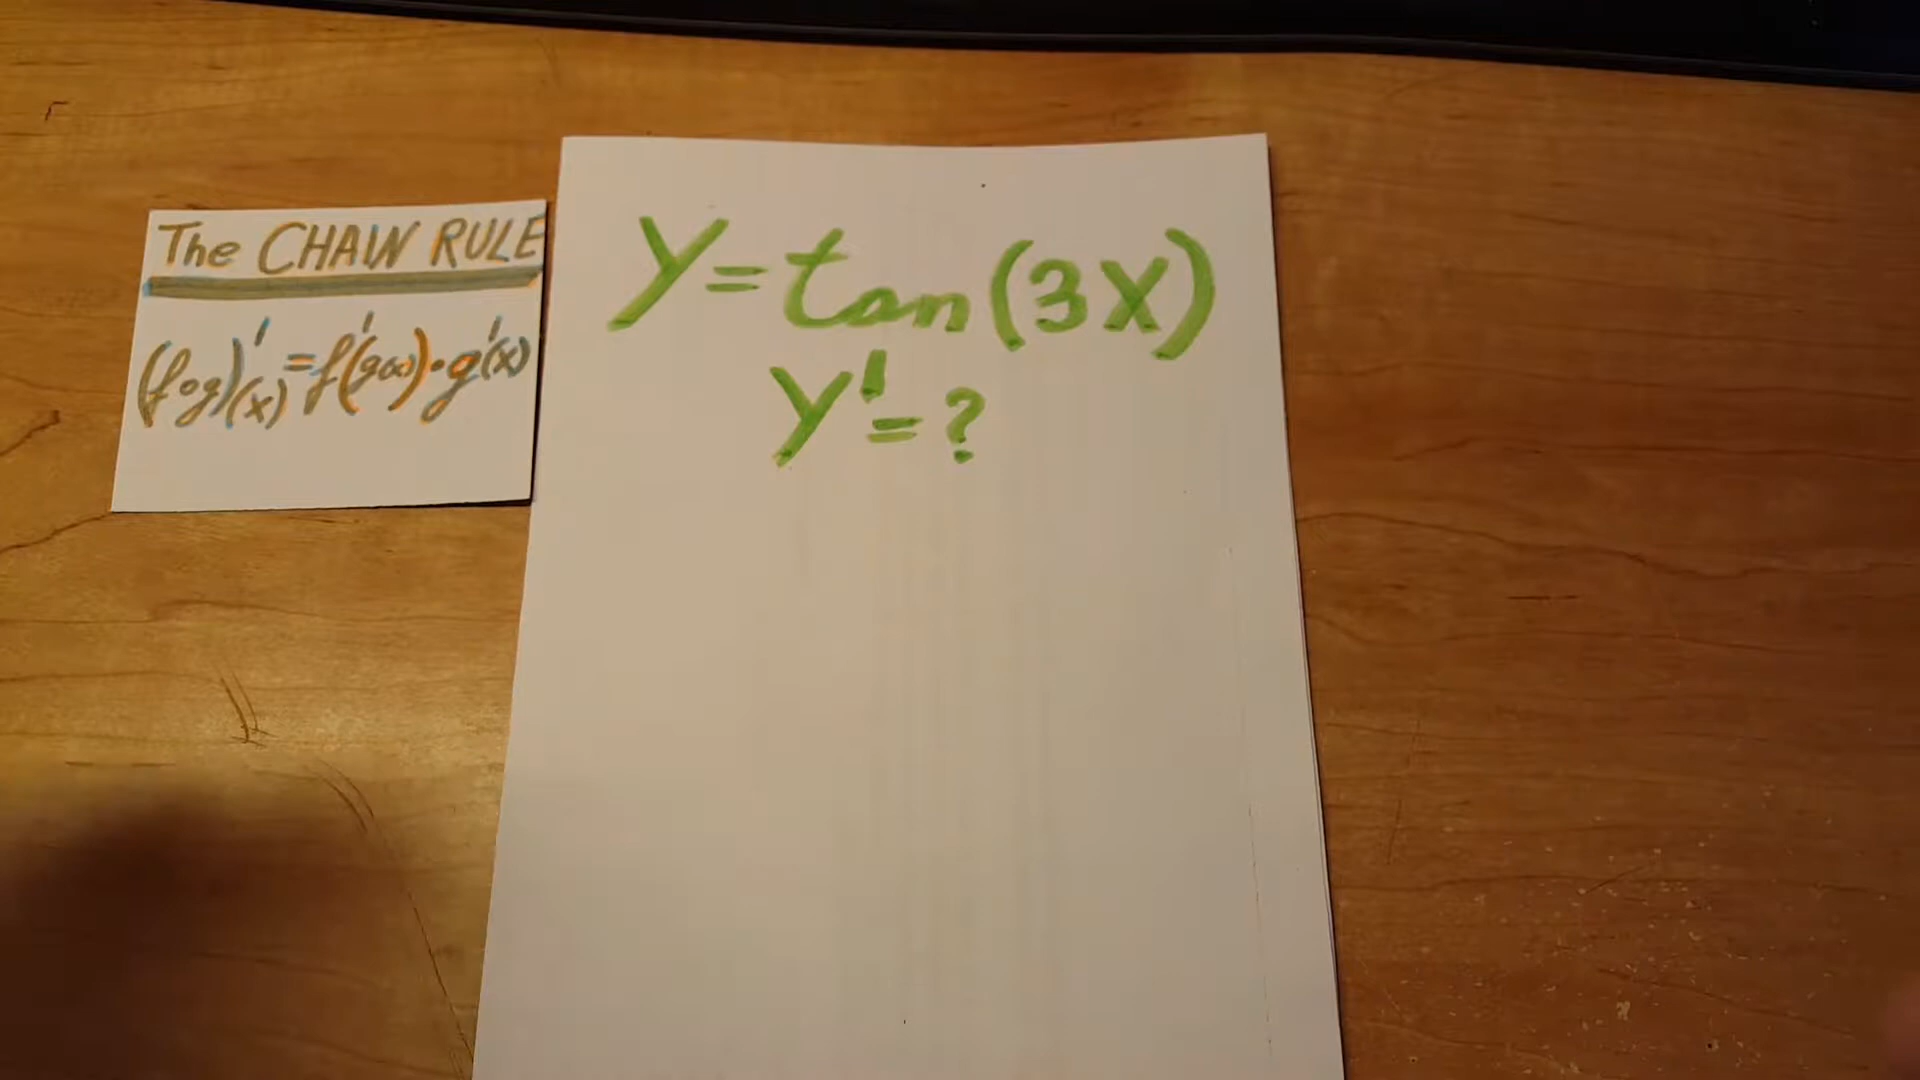 The CHAIN RULE
(f∘g)'(x) = f'(g(x))·g'(x)
Y = tan(3X)
Y' = ?